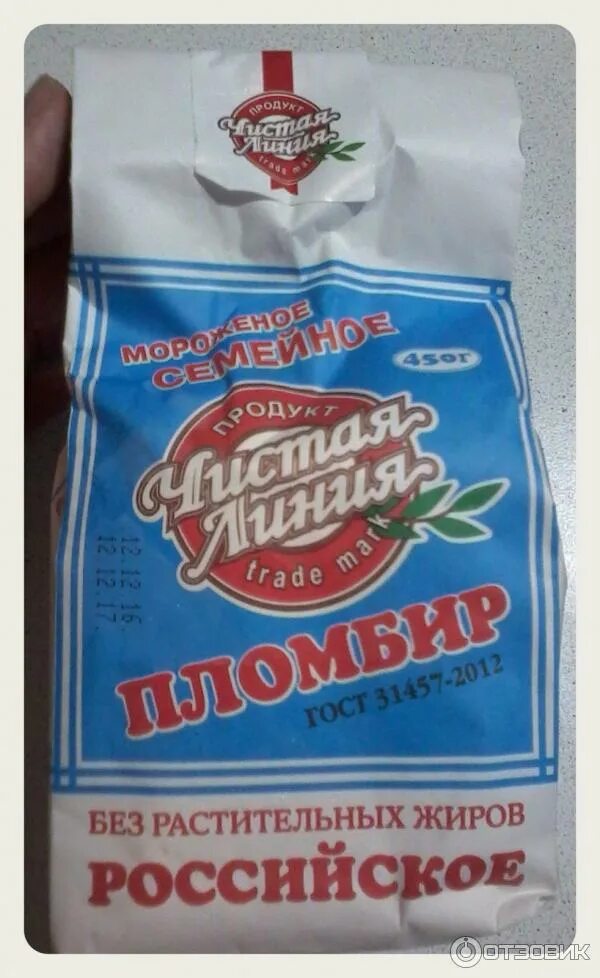 ПРОДУКТ
Чистая
Линия
trade mark
МОРОЖЕНОЕ
СЕМЕЙНОЕ
450г
ПРОДУКТ
Чистая
Линия
trade mark
12.12.16.
12.12.17.
ПЛОМБИР
ГОСТ 31457-2012
БЕЗ РАСТИТЕЛЬНЫХ ЖИРОВ
РОССИЙСКОЕ
ОТЗОВИК